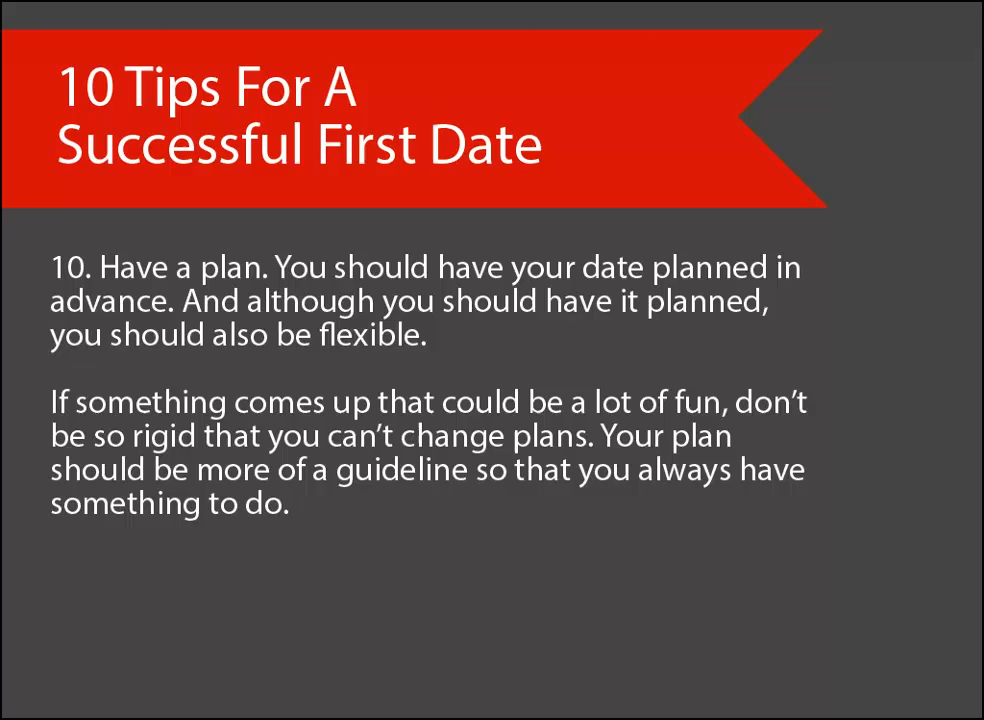 10 Tips For A
Successful First Date
10. Have a plan. You should have your date planned in
advance. And although you should have it planned,
you should also be flexible.
If something comes up that could be a lot of fun, don’t
be so rigid that you can’t change plans. Your plan
should be more of a guideline so that you always have
something to do.